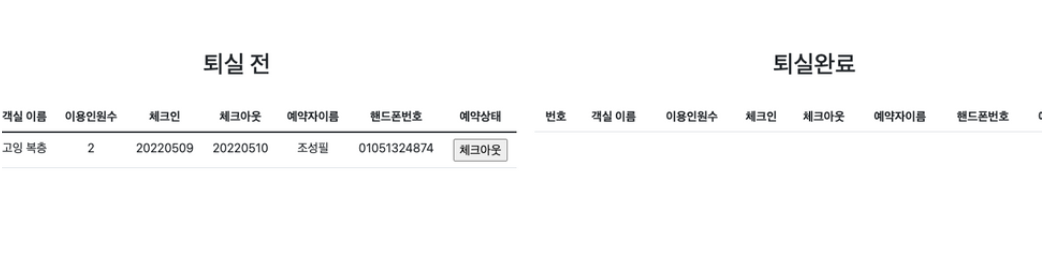 퇴실 전
객실 이름 이용인원수 체크인 체크아웃 예약자이름 핸드폰번호 예약상태
고잉 복층 2 20220509 20220510 조성필 01051324874 체크아웃
퇴실완료
번호 객실 이름 이용인원수 체크인 체크아웃 예약자이름 핸드폰번호